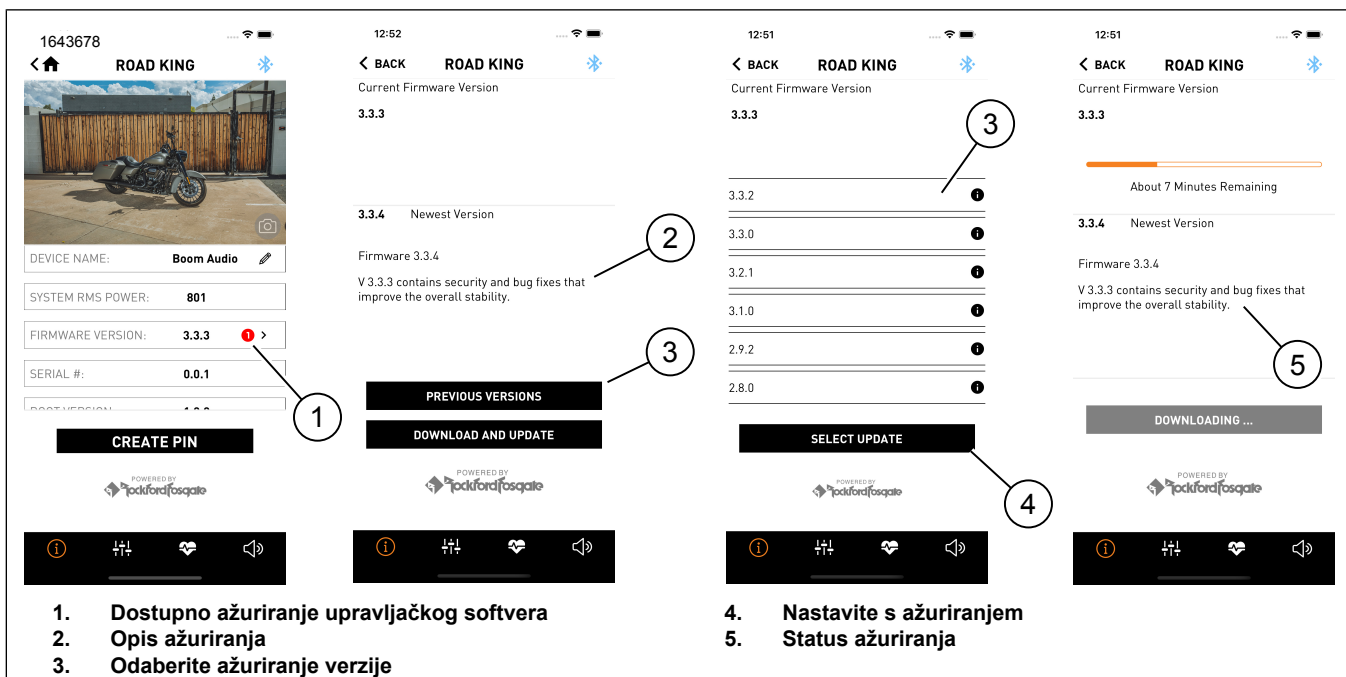 1643678
ROAD KING
DEVICE NAME: Boom Audio
SYSTEM RMS POWER: 801
FIRMWARE VERSION: 3.3.3 1
SERIAL #: 0.0.1
1
CREATE PIN
POWERED BY
Rockford Fosgate
12:52
BACK ROAD KING
Current Firmware Version
3.3.3
3.3.4 Newest Version
2
Firmware 3.3.4
V 3.3.3 contains security and bug fixes that
improve the overall stability.
3
PREVIOUS VERSIONS
DOWNLOAD AND UPDATE
POWERED BY
Rockford Fosgate
12:51
BACK ROAD KING
Current Firmware Version
3.3.3
3
3.3.2
3.3.0
3.2.1
3.1.0
2.9.2
2.8.0
SELECT UPDATE
4
POWERED BY
Rockford Fosgate
12:51
BACK ROAD KING
Current Firmware Version
3.3.3
About 7 Minutes Remaining
3.3.4 Newest Version
Firmware 3.3.4
V 3.3.3 contains security and bug fixes that
improve the overall stability.
5
DOWNLOADING ...
POWERED BY
Rockford Fosgate
1. Dostupno ažuriranje upravljačkog softvera
2. Opis ažuriranja
3. Odaberite ažuriranje verzije
4. Nastavite s ažuriranjem
5. Status ažuriranja